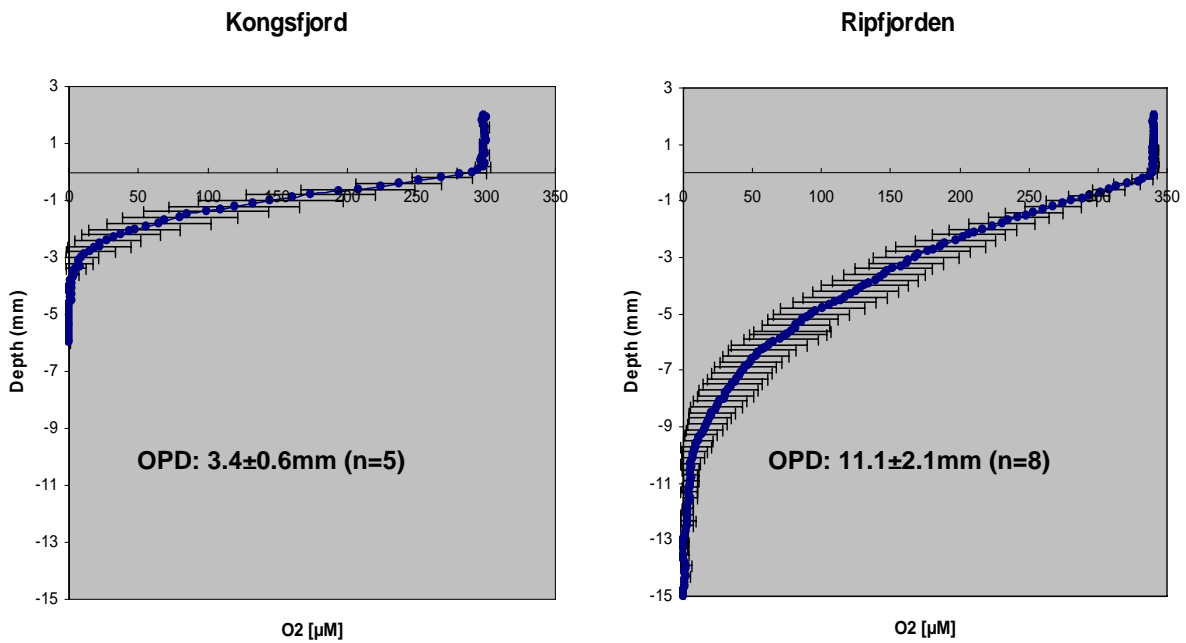 Kongsfjord
3
1
-1
-3
-5
-7
-9
-11
-13
-15
0 50 100 150 200 250 300 350
Depth (mm)
OPD: 3.4±0.6mm (n=5)
O2 [µM]
Ripfjorden
3
1
-1
-3
-5
-7
-9
-11
-13
-15
0 50 100 150 200 250 300 350
Depth (mm)
OPD: 11.1±2.1mm (n=8)
O2 [µM]